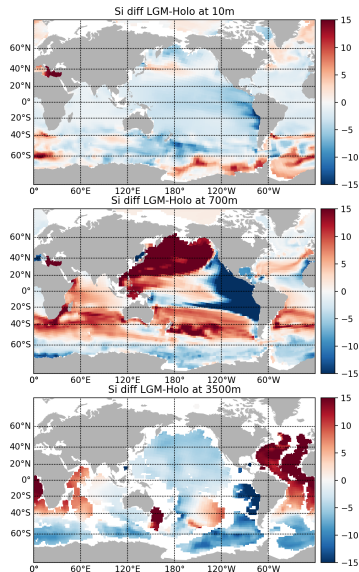 Si diff LGM-Holo at 10m
60°N
40°N
20°N
0°
20°S
40°S
60°S
0° 60°E 120°E 180° 120°W 60°W
15
10
5
0
−5
−10
−15
Si diff LGM-Holo at 700m
60°N
40°N
20°N
0°
20°S
40°S
60°S
0° 60°E 120°E 180° 120°W 60°W
15
10
5
0
−5
−10
−15
Si diff LGM-Holo at 3500m
60°N
40°N
20°N
0°
20°S
40°S
60°S
0° 60°E 120°E 180° 120°W 60°W
15
10
5
0
−5
−10
−15